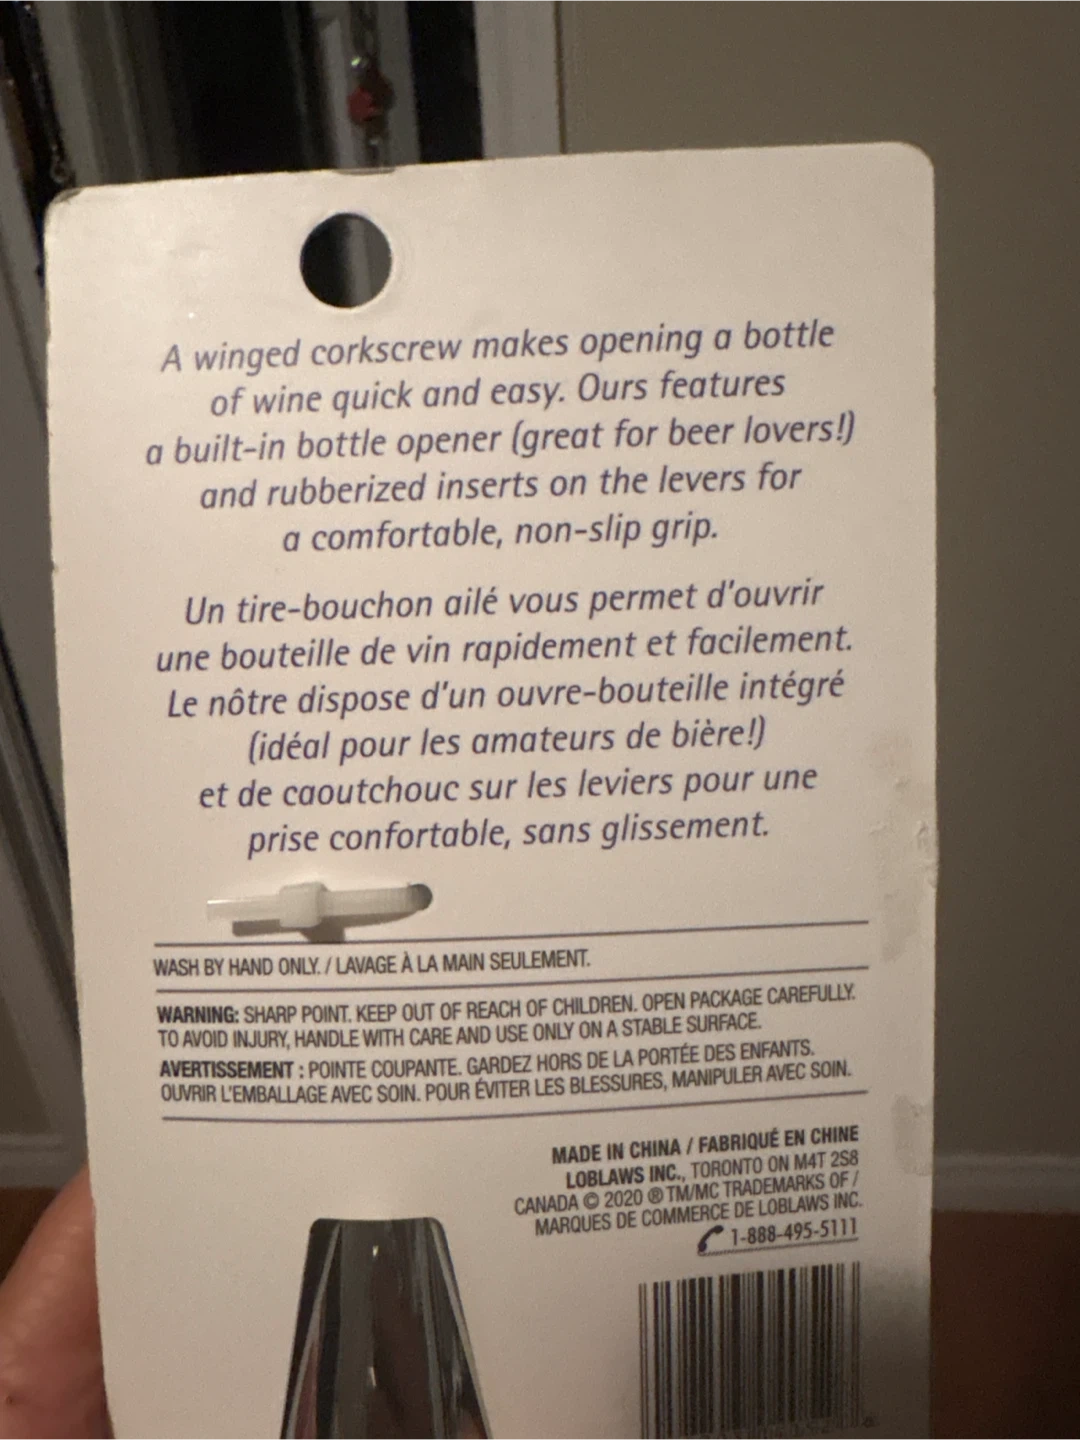 A winged corkscrew makes opening a bottle
of wine quick and easy. Ours features
a built-in bottle opener (great for beer lovers!)
and rubberized inserts on the levers for
a comfortable, non-slip grip.
Un tire-bouchon ailé vous permet d'ouvrir
une bouteille de vin rapidement et facilement.
Le nôtre dispose d'un ouvre-bouteille intégré
(idéal pour les amateurs de bière!)
et de caoutchouc sur les leviers pour une
prise confortable, sans glissement.
WASH BY HAND ONLY. / LAVAGE À LA MAIN SEULEMENT.
WARNING: SHARP POINT. KEEP OUT OF REACH OF CHILDREN. OPEN PACKAGE CAREFULLY.
TO AVOID INJURY, HANDLE WITH CARE AND USE ONLY ON A STABLE SURFACE.
AVERTISSEMENT : POINTE COUPANTE. GARDEZ HORS DE LA PORTÉE DES ENFANTS.
OUVRIR L'EMBALLAGE AVEC SOIN. POUR ÉVITER LES BLESSURES, MANIPULER AVEC SOIN.
MADE IN CHINA / FABRIQUÉ EN CHINE
LOBLAWS INC., TORONTO ON M4T 2S8
CANADA © 2020 ® TM/MC TRADEMARKS OF /
MARQUES DE COMMERCE DE LOBLAWS INC.
1-888-495-5111